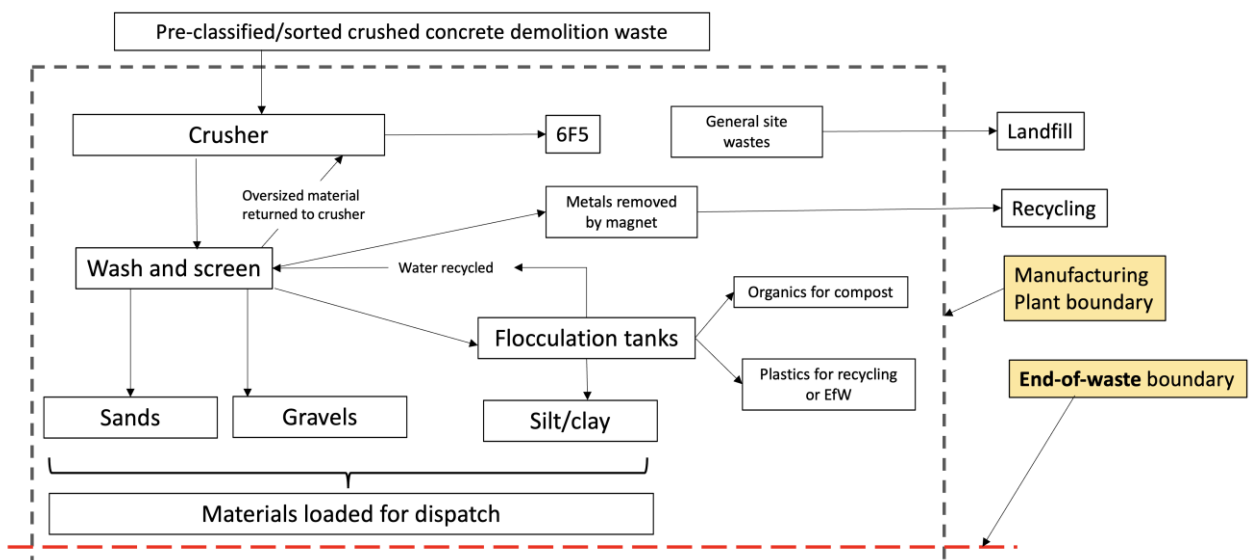 Pre-classified/sorted crushed concrete demolition waste
Crusher
6F5
General site
wastes
Landfill
Oversized material
returned to crusher
Metals removed
by magnet
Recycling
Wash and screen
Water recycled
Organics for compost
Manufacturing
Plant boundary
Flocculation tanks
Plastics for recycling
or EfW
End-of-waste boundary
Sands
Gravels
Silt/clay
Materials loaded for dispatch